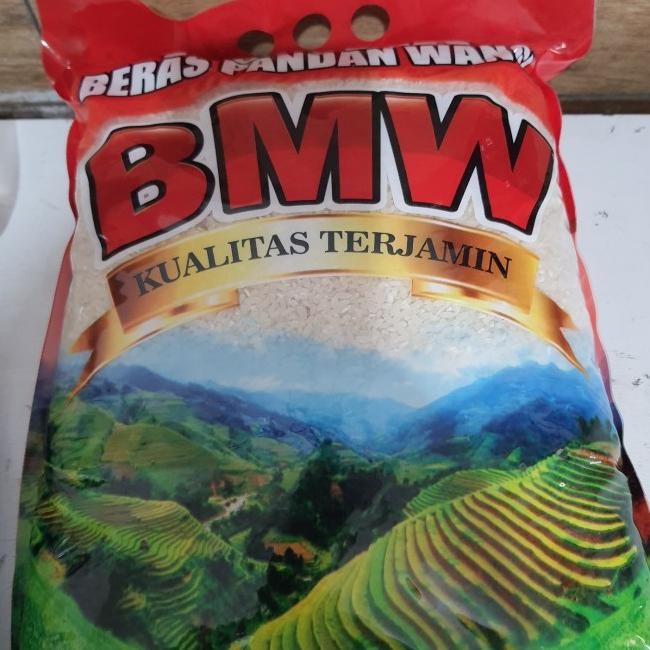 BERAS PANDAN WANGI
BMW
KUALITAS TERJAMIN